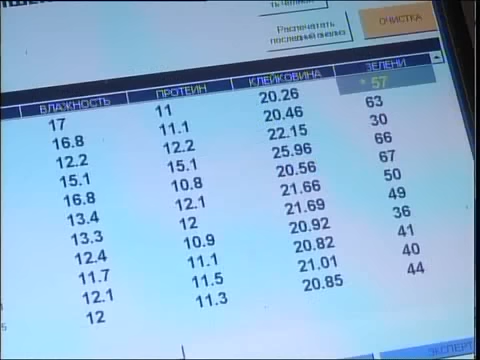 Распечатать
последний анализ
ОЧИСТКА
ВЛАЖНОСТЬ ПРОТЕИН КЛЕЙКОВИНА ЗЕЛЕНИ
17 11 20.26 * 57
16.8 11.1 20.46 63
12.2 12.2 22.15 30
15.1 15.1 25.96 66
16.8 10.8 20.56 67
13.4 12.1 21.66 50
13.3 12 21.69 49
12.4 10.9 20.92 36
11.7 11.1 20.82 41
12.1 11.5 21.01 40
12 11.3 20.85 44
ЭКСПЕРТ